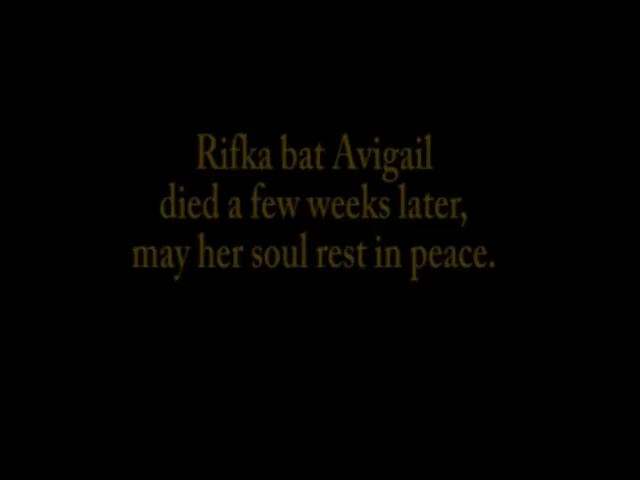 Rifka bat Avigail
died a few weeks later,
may her soul rest in peace.